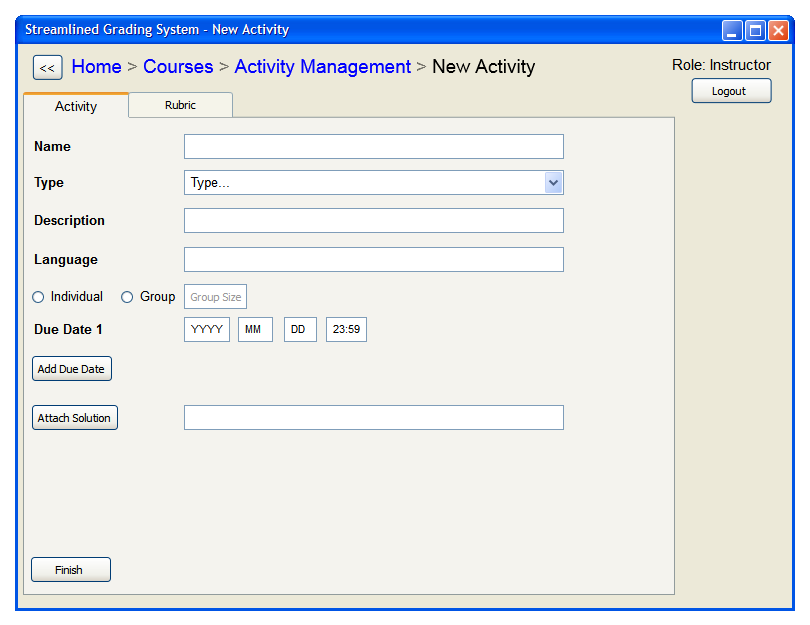 Streamlined Grading System - New Activity
<< Home > Courses > Activity Management > New Activity
Role: Instructor
Logout
Activity Rubric
Name
Type Type...
Description
Language
Individual Group Group Size
Due Date 1 YYYY MM DD 23:59
Add Due Date
Attach Solution
Finish